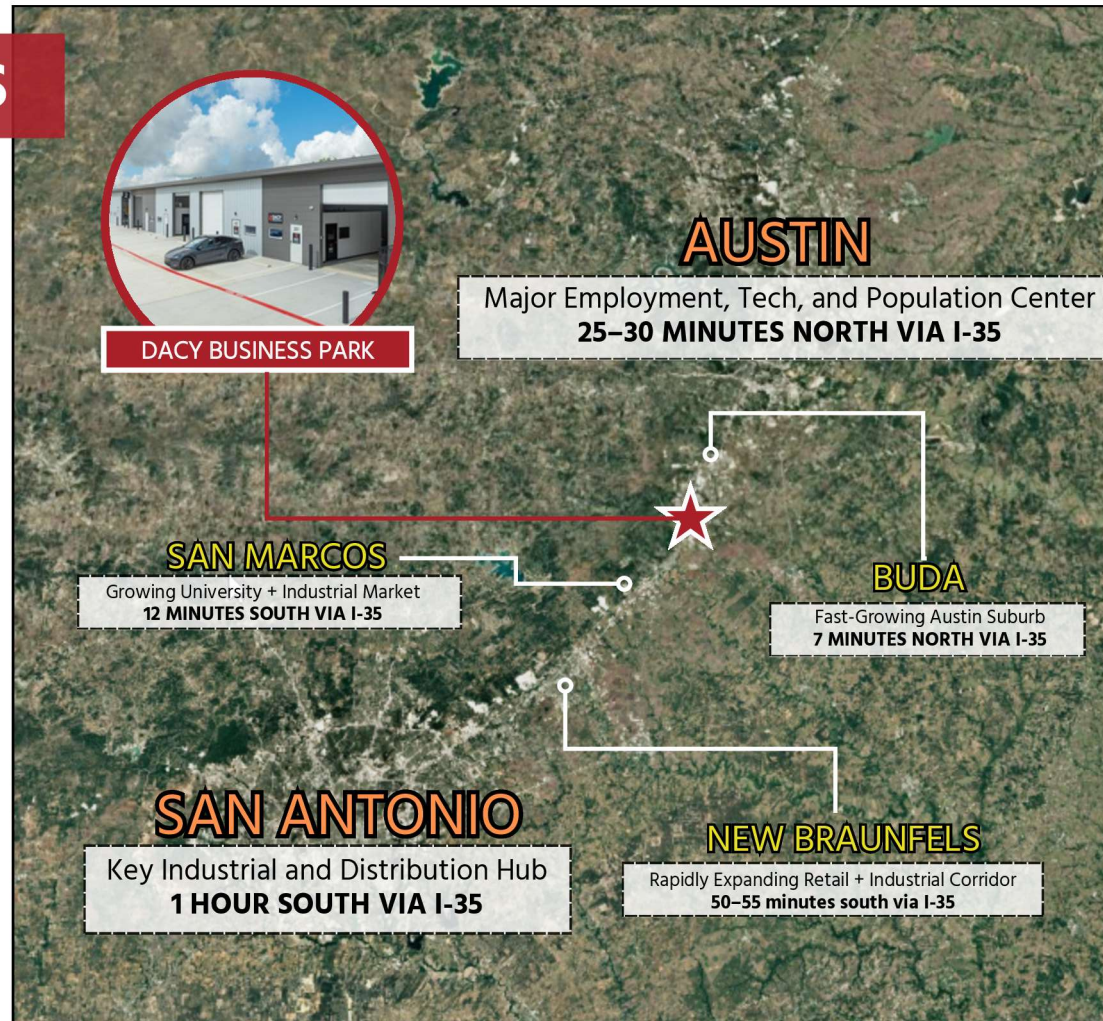 S
DACY BUSINESS PARK
AUSTIN
Major Employment, Tech, and Population Center
25–30 MINUTES NORTH VIA I-35
SAN MARCOS
Growing University + Industrial Market
12 MINUTES SOUTH VIA I-35
BUDA
Fast-Growing Austin Suburb
7 MINUTES NORTH VIA I-35
SAN ANTONIO
Key Industrial and Distribution Hub
1 HOUR SOUTH VIA I-35
NEW BRAUNFELS
Rapidly Expanding Retail + Industrial Corridor
50–55 minutes south via I-35